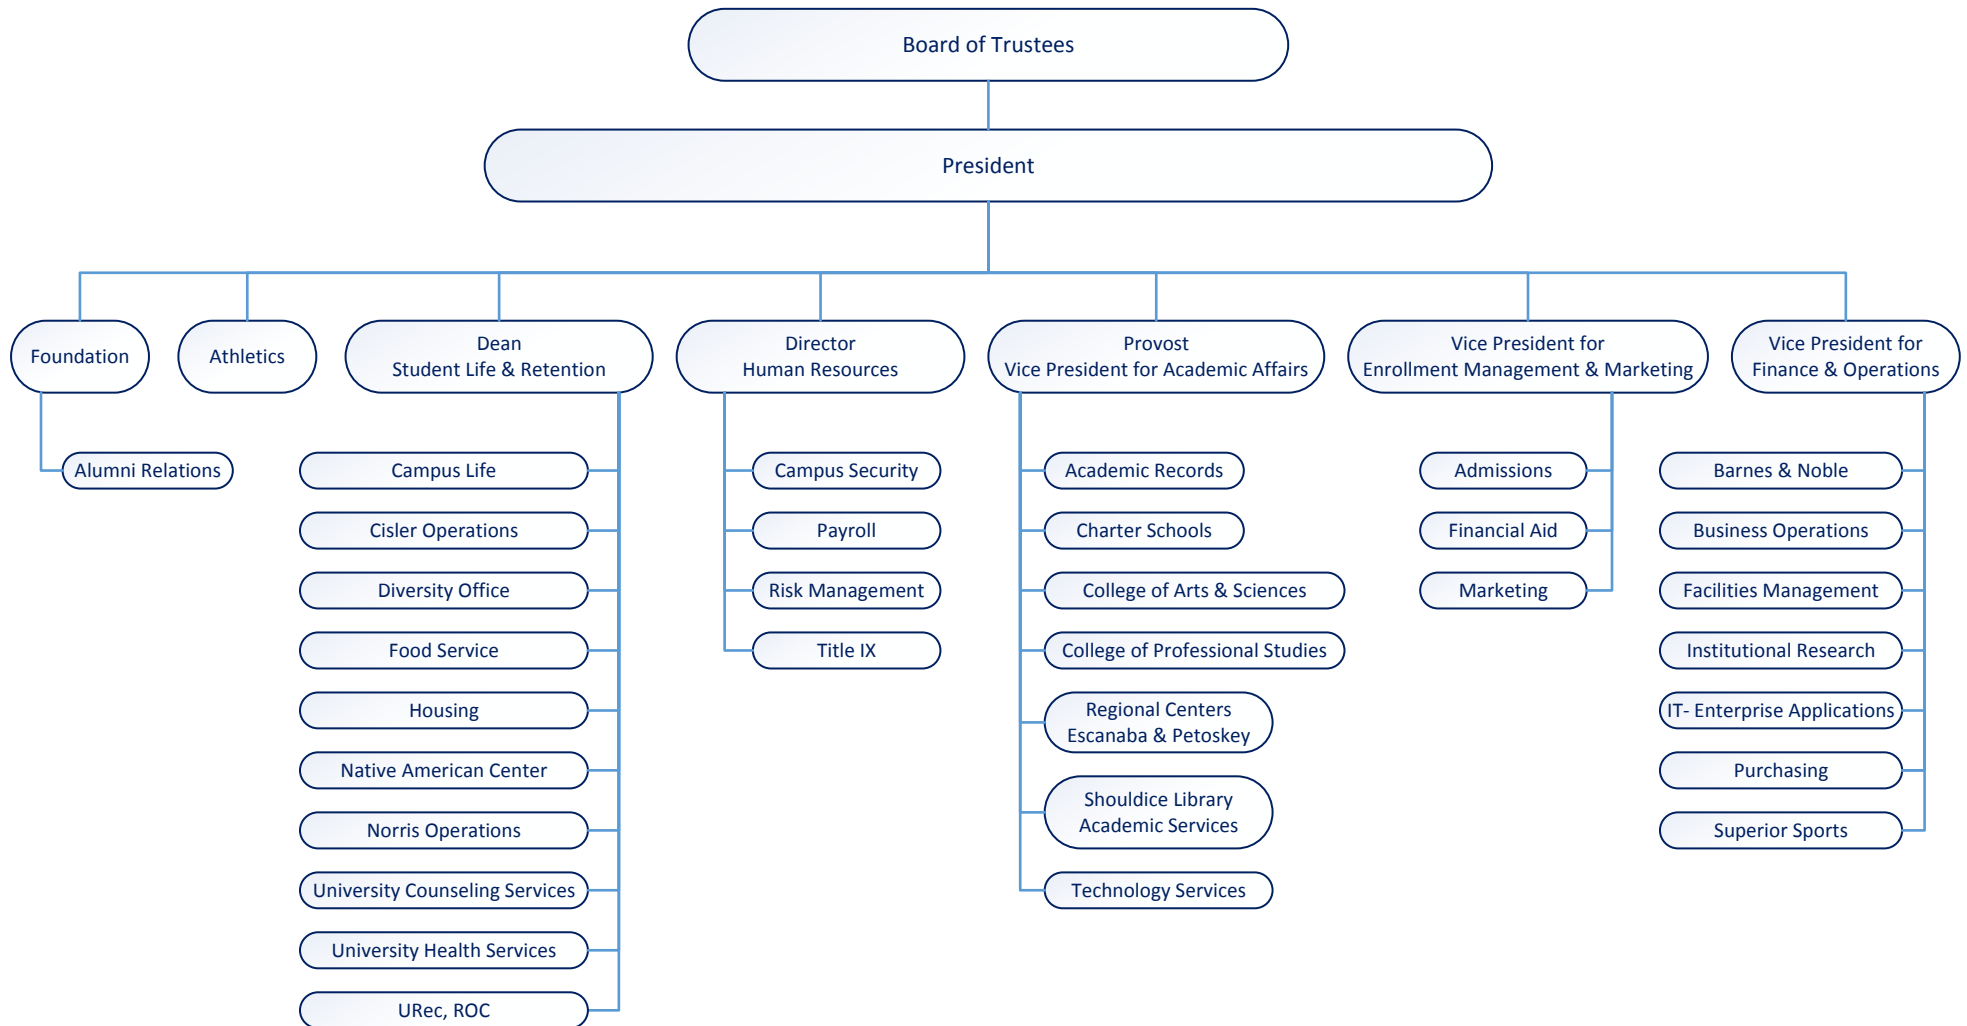 Board of Trustees
President
Foundation
Athletics
Dean
Student Life & Retention
Director
Human Resources
Provost
Vice President for Academic Affairs
Vice President for
Enrollment Management & Marketing
Vice President for
Finance & Operations
Alumni Relations
Campus Life
Cisler Operations
Diversity Office
Food Service
Housing
Native American Center
Norris Operations
University Counseling Services
University Health Services
URec, ROC
Campus Security
Payroll
Risk Management
Title IX
Academic Records
Charter Schools
College of Arts & Sciences
College of Professional Studies
Regional Centers
Escanaba & Petoskey
Shouldice Library
Academic Services
Technology Services
Admissions
Financial Aid
Marketing
Barnes & Noble
Business Operations
Facilities Management
Institutional Research
IT- Enterprise Applications
Purchasing
Superior Sports